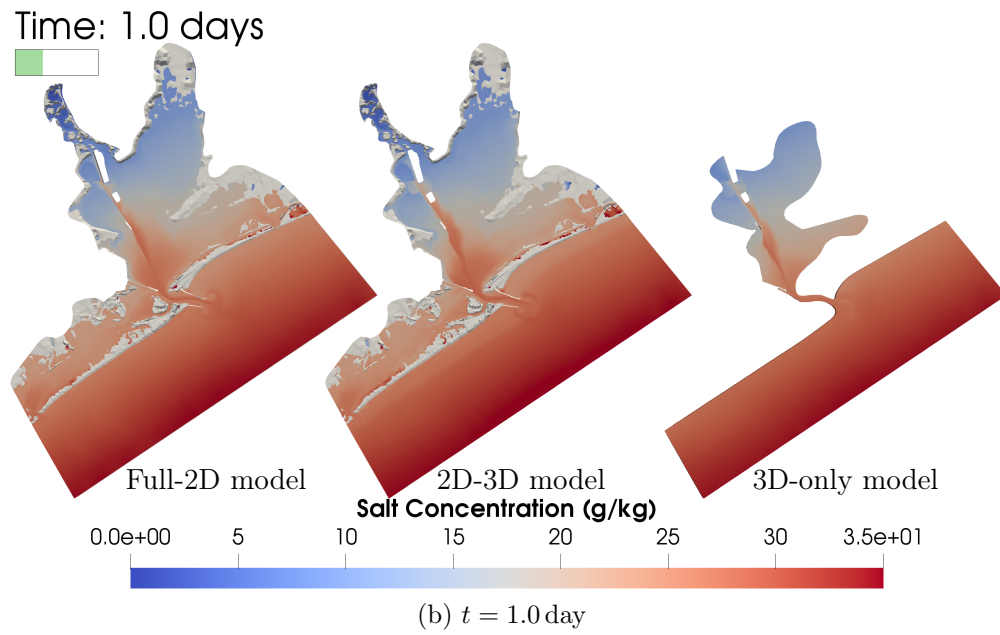 Time: 1.0 days
Full-2D model 2D-3D model 3D-only model
Salt Concentration (g/kg)
0.0e+00 5 10 15 20 25 30 3.5e+01
(b) t = 1.0 day